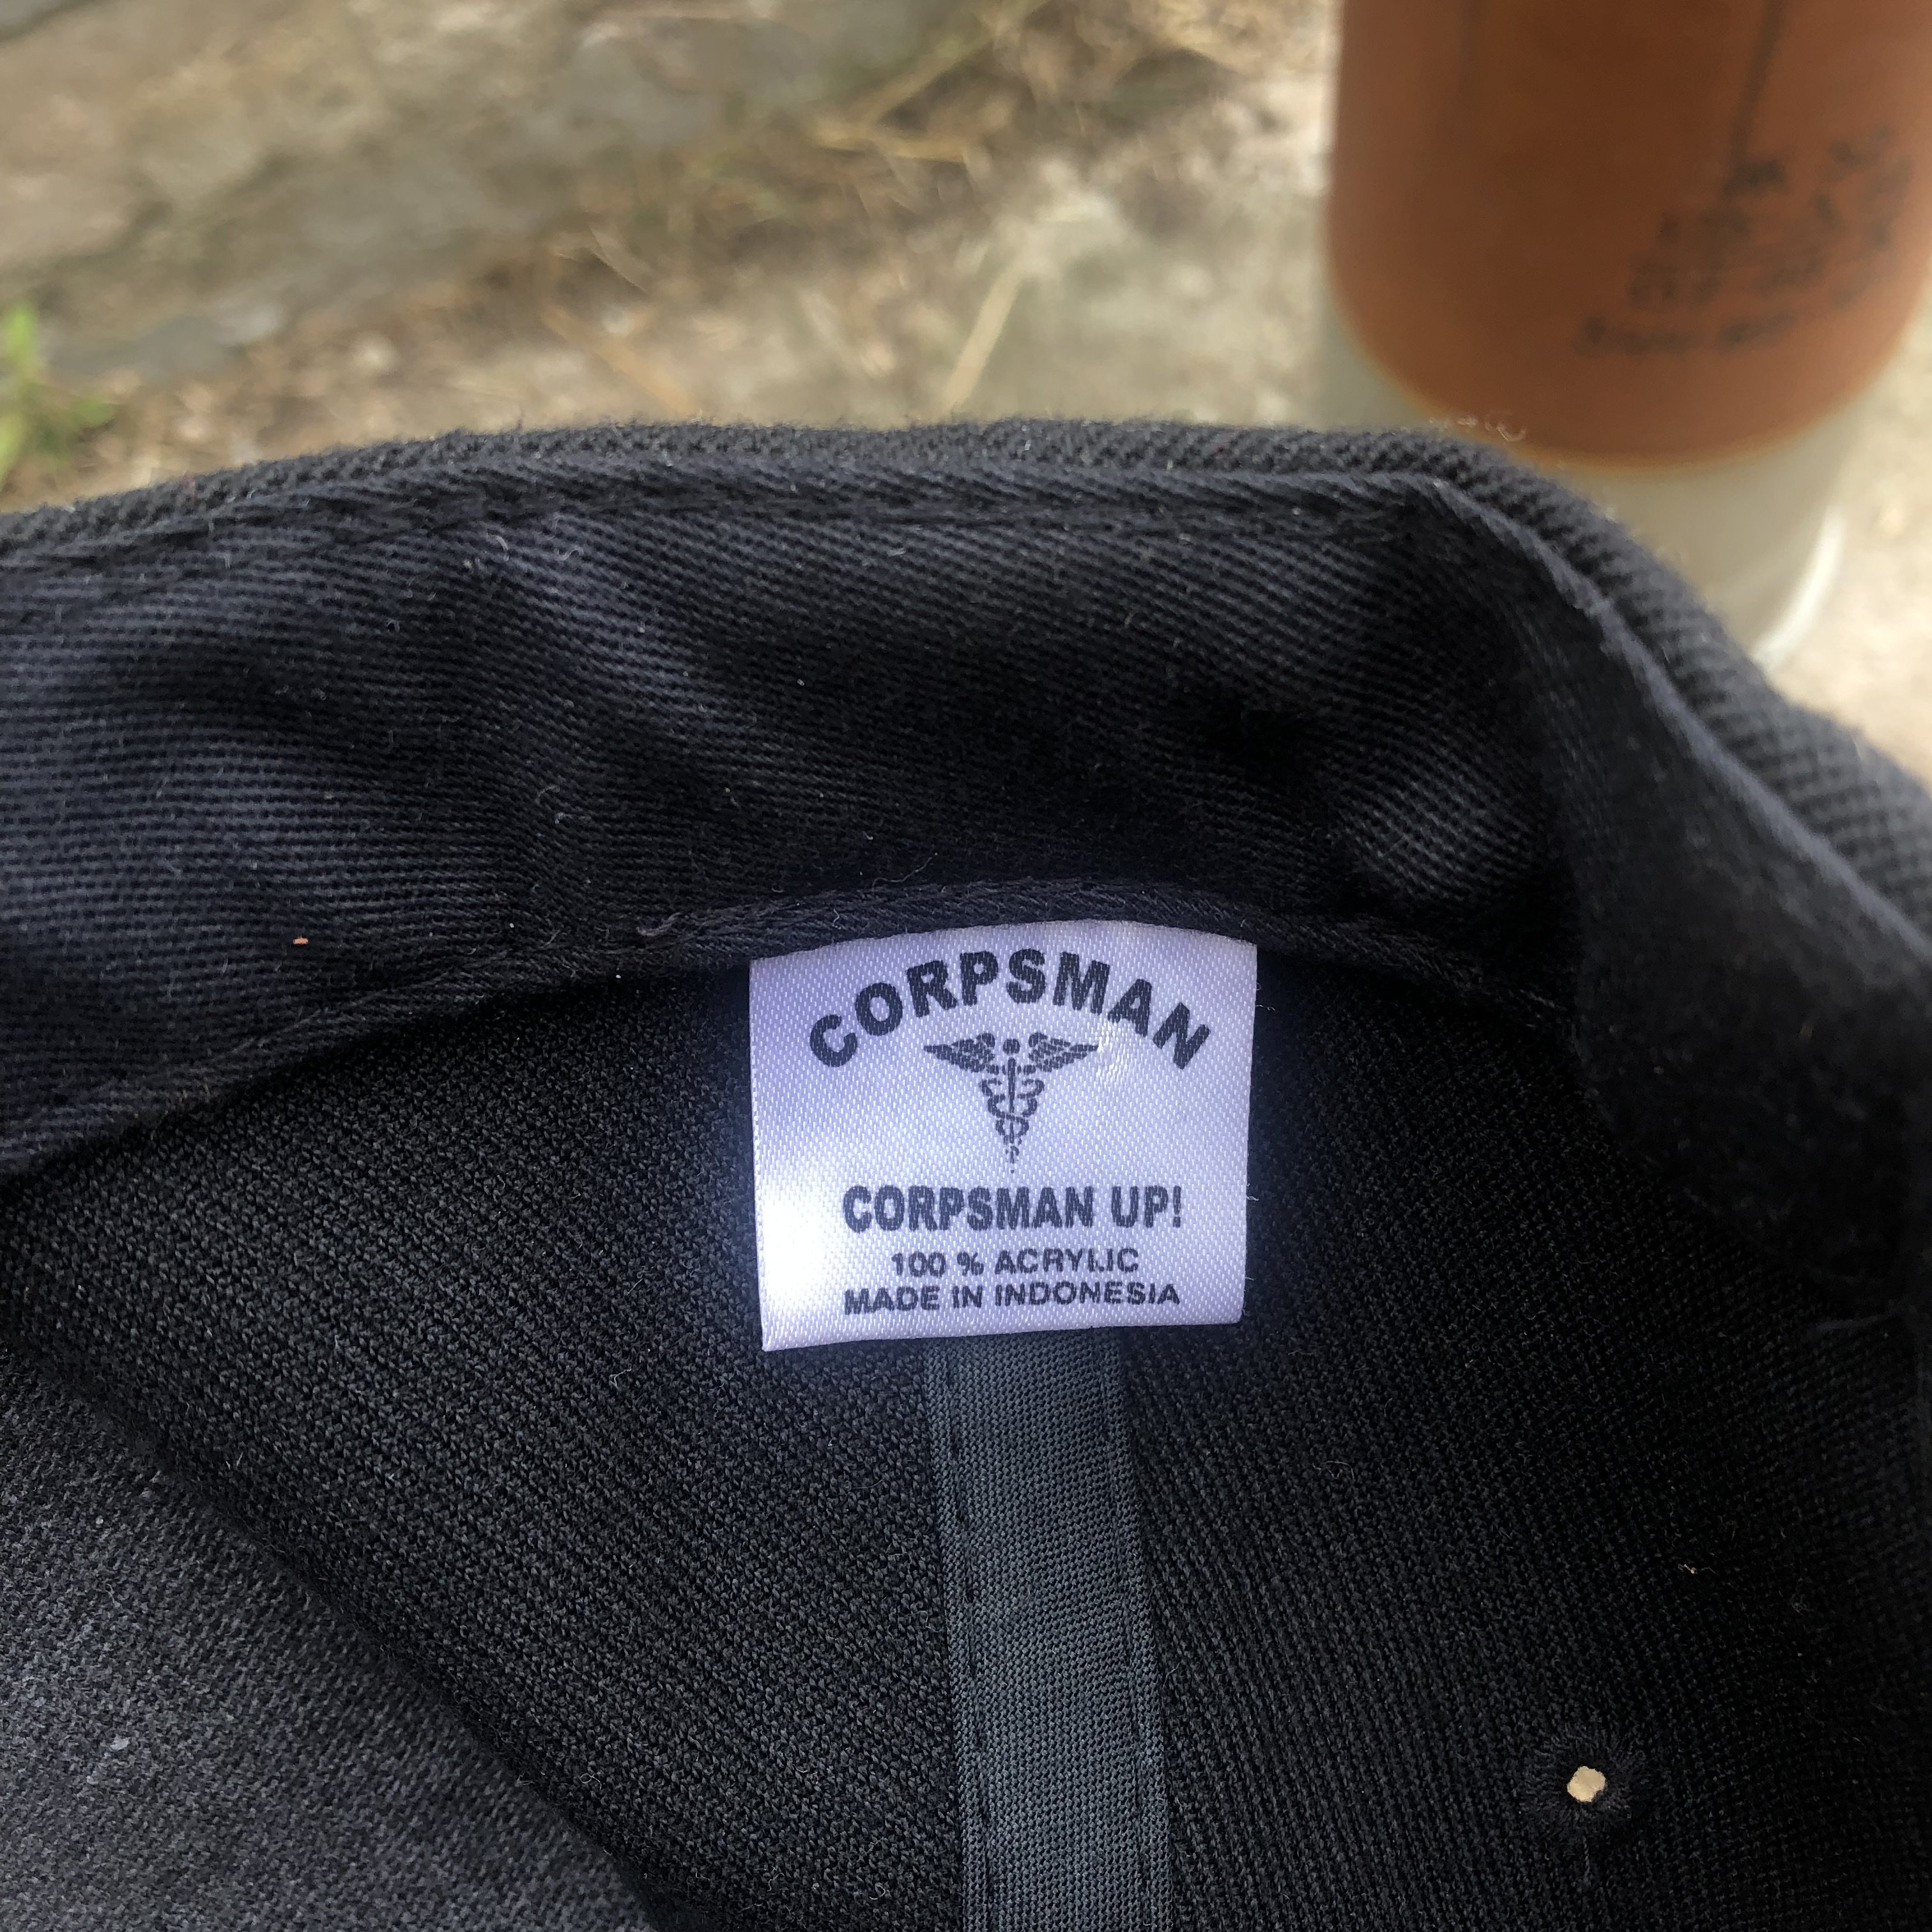 CORPSMAN
CORPSMAN UP!
100 % ACRYLIC
MADE IN INDONESIA